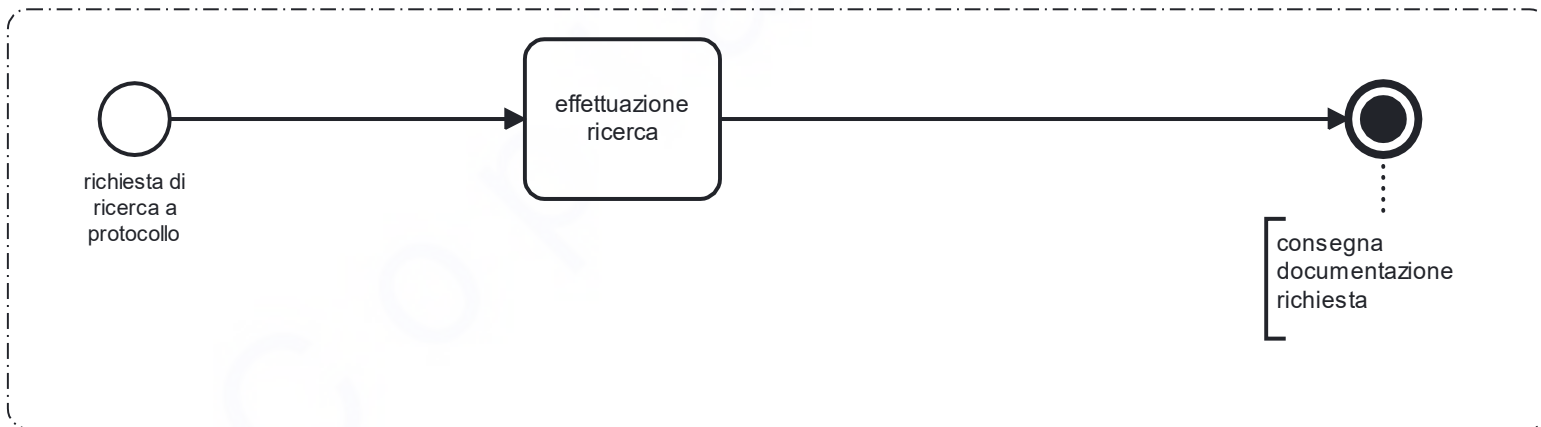 effettuazione
ricerca
richiesta di
ricerca a
protocollo
consegna
documentazione
richiesta